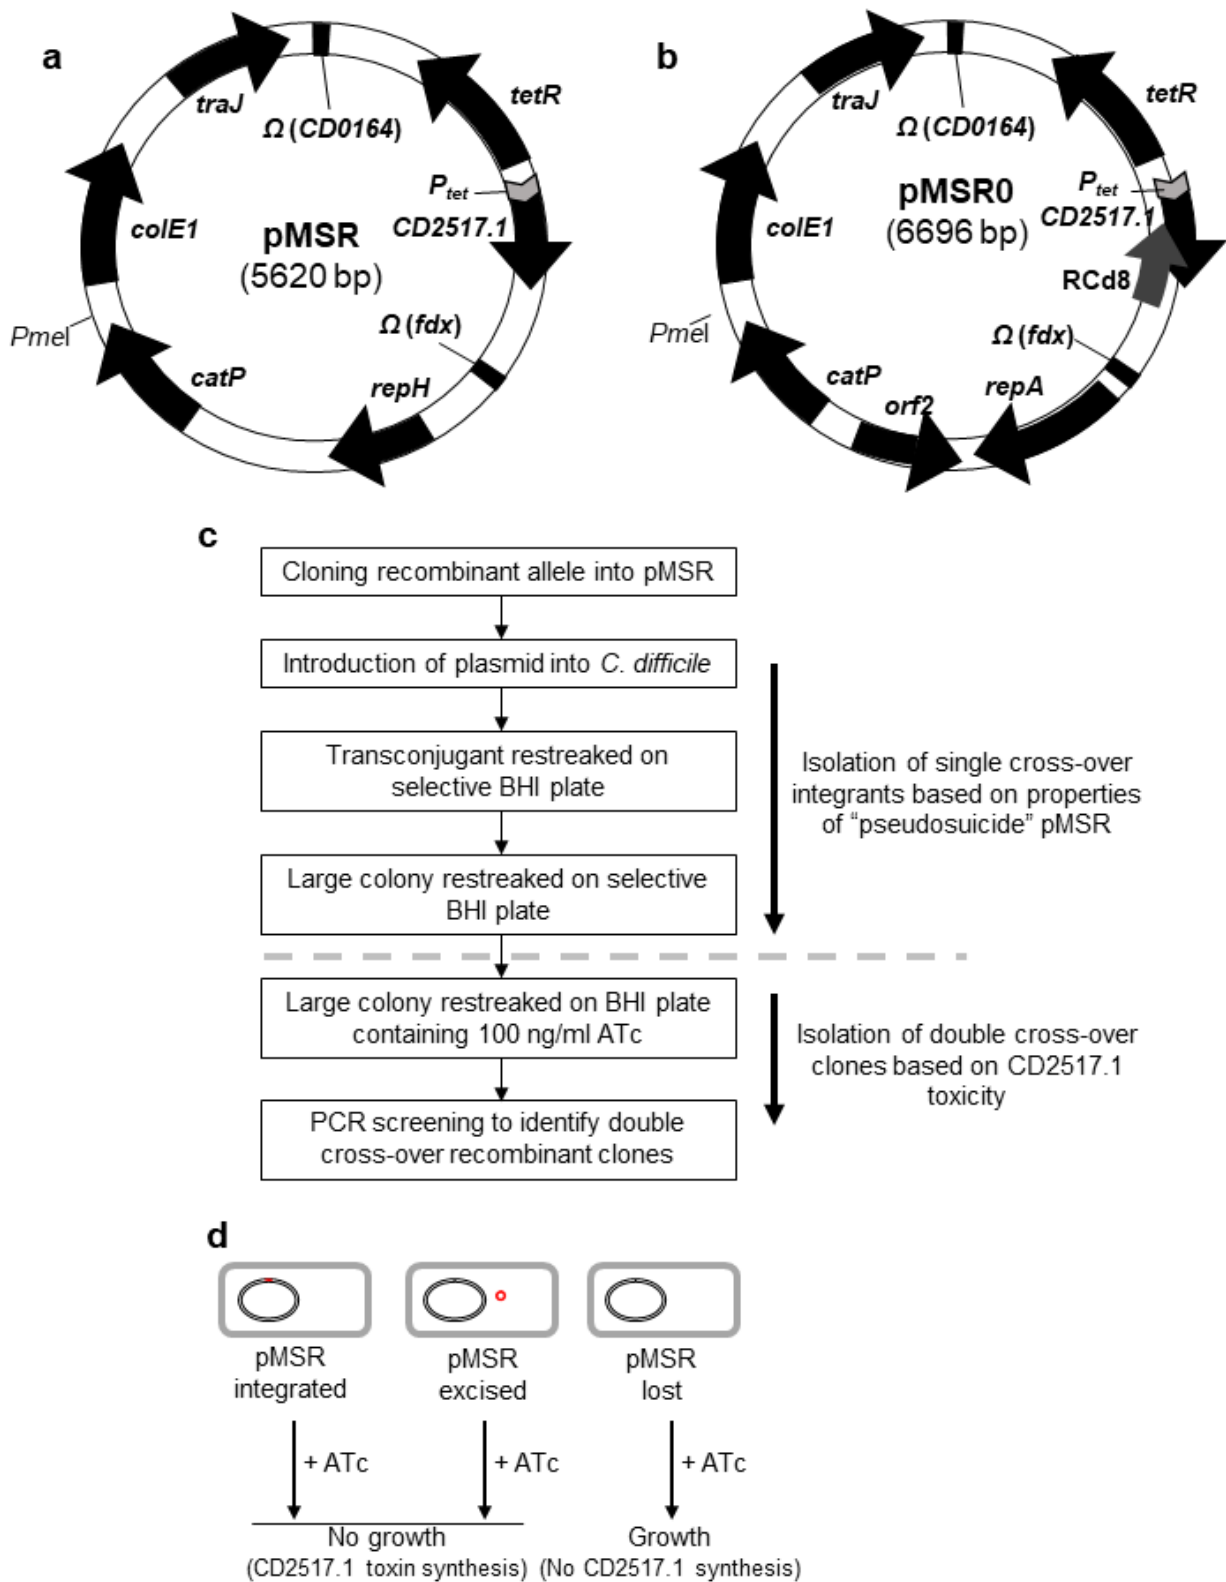 a
traJ
Ω (CD0164)
tetR
Ptet
CD2517.1
colE1
pMSR
(5620 bp)
Ω (fdx)
PmeI
catP
repH
b
traJ
Ω (CD0164)
tetR
Ptet
CD2517.1
colE1
pMSR0
(6696 bp)
RCd8
Ω (fdx)
PmeI
catP
orf2
repA
c
Cloning recombinant allele into pMSR
Introduction of plasmid into C. difficile
Transconjugant restreaked on
selective BHI plate
Large colony restreaked on selective
BHI plate
Isolation of single cross-over
integrants based on properties
of “pseudosuicide” pMSR
Large colony restreaked on BHI plate
containing 100 ng/ml ATc
PCR screening to identify double
cross-over recombinant clones
Isolation of double cross-over
clones based on CD2517.1
toxicity
d
pMSR
integrated
pMSR
excised
pMSR
lost
+ ATc
+ ATc
+ ATc
No growth
(CD2517.1 toxin synthesis)
Growth
(No CD2517.1 synthesis)